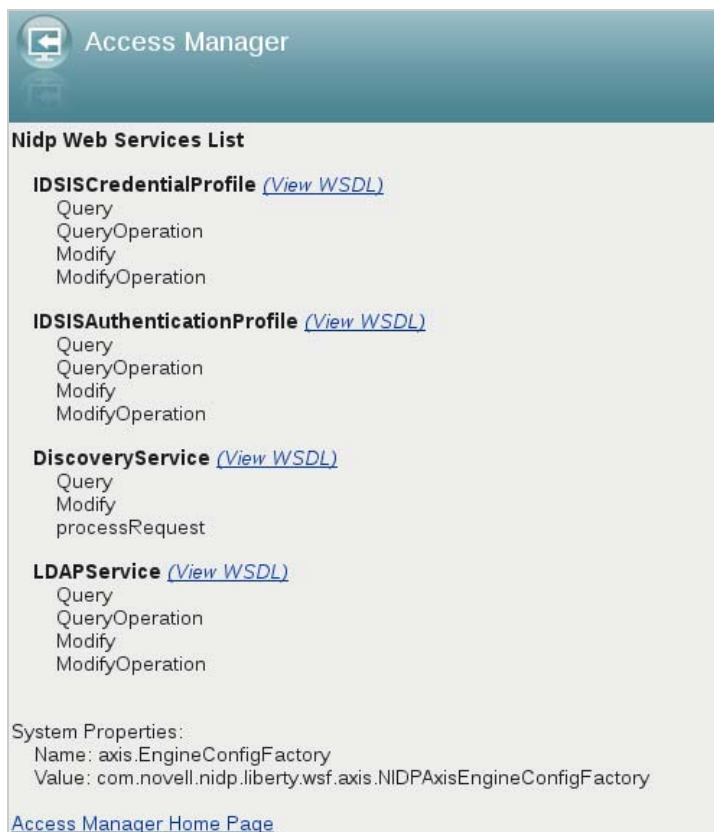 Access Manager
Nidp Web Services List
IDSISCredentialProfile (View WSDL)
Query
QueryOperation
Modify
ModifyOperation
IDSISAuthenticationProfile (View WSDL)
Query
QueryOperation
Modify
ModifyOperation
DiscoveryService (View WSDL)
Query
Modify
processRequest
LDAPService (View WSDL)
Query
QueryOperation
Modify
ModifyOperation
System Properties:
Name: axis.EngineConfigFactory
Value: com.novell.nidp.liberty.wsf.axis.NIDPAxisEngineConfigFactory
Access Manager Home Page